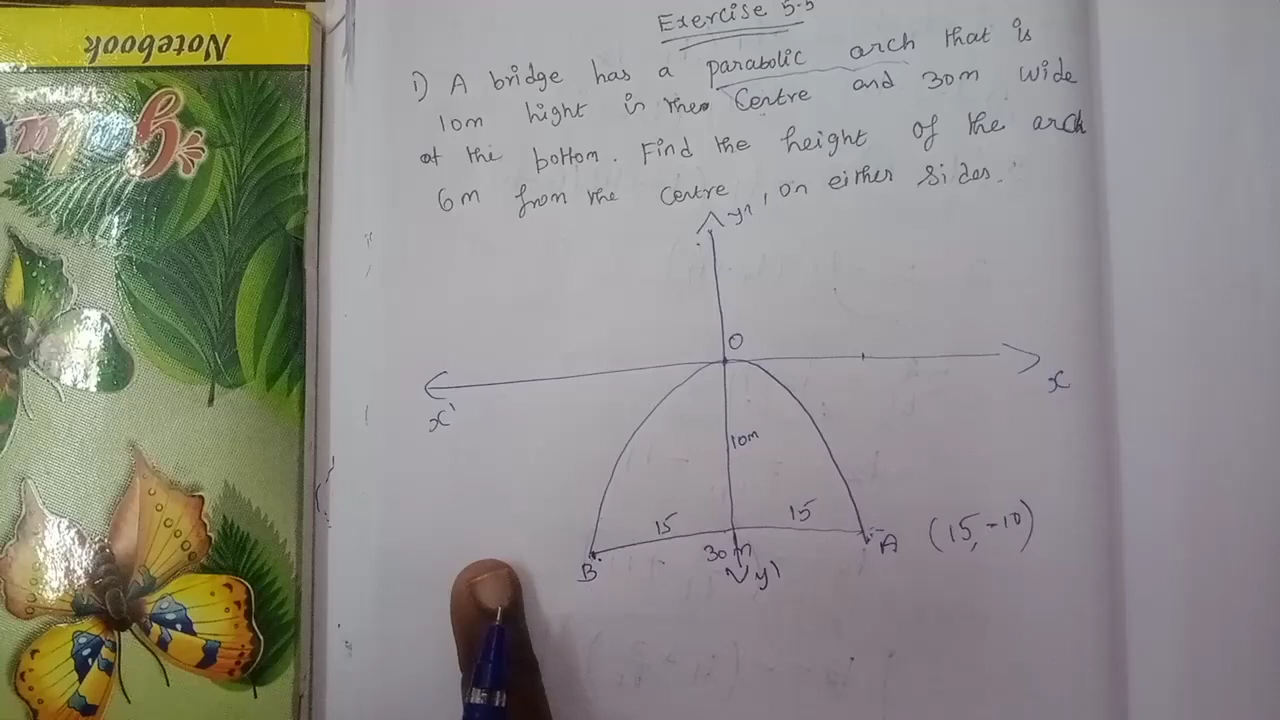 Notebook
Exercise 5.5
1) A bridge has a parabolic arch that is
10m hight in the Centre and 30m wide
at the bottom. Find the height of the arch
6m from the Centre, on either Sides.
y
O
x
x'
10m
15
15
A
(15, -10)
30m
B
y'